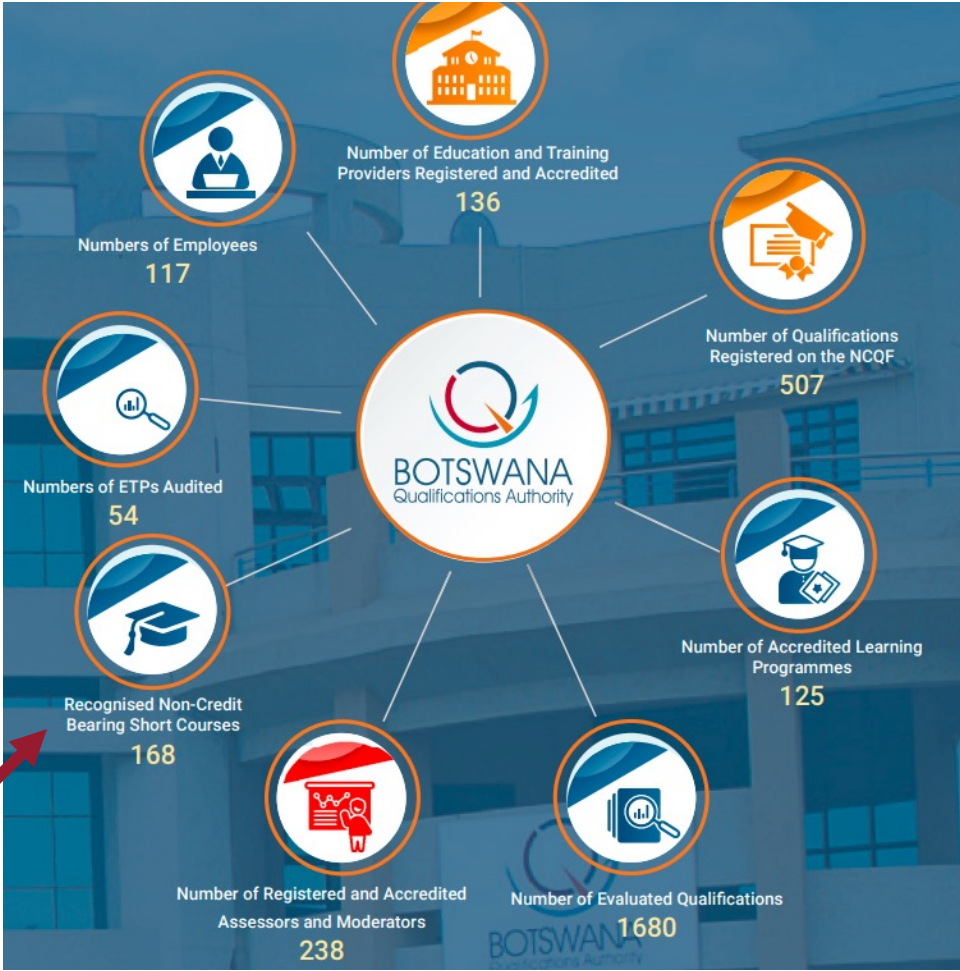 Number of Education and Training
Providers Registered and Accredited
136
Numbers of Employees
117
Number of Qualifications
Registered on the NCQF
507
BOTSWANA
Qualifications Authority
Numbers of ETPs Audited
54
Number of Accredited Learning
Programmes
125
Recognised Non-Credit
Bearing Short Courses
168
Number of Registered and Accredited
Assessors and Moderators
238
Number of Evaluated Qualifications
1680
BOTSWANA
Qualifications Authority